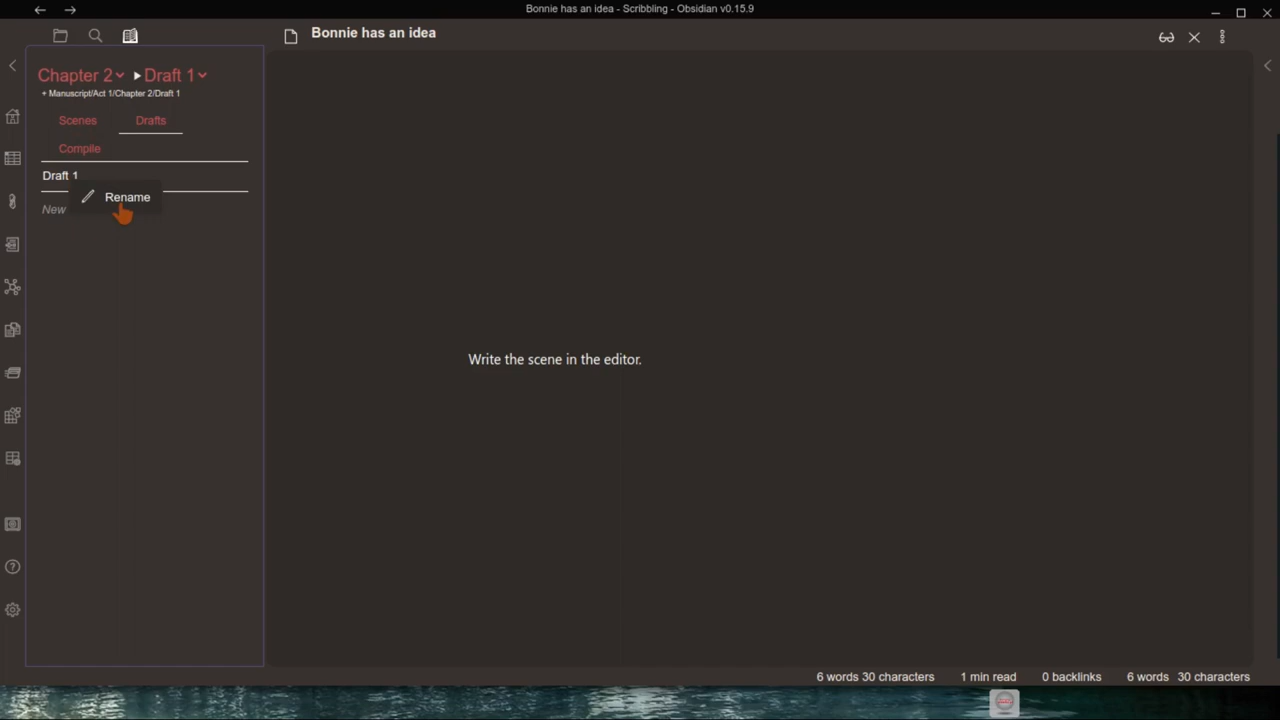 Bonnie has an idea - Scribbling - Obsidian v0.15.9
Bonnie has an idea
Chapter 2 Draft 1
+ Manuscript/Act 1/Chapter 2/Draft 1
Scenes Drafts
Compile
Draft 1
Rename
New
Write the scene in the editor.
6 words 30 characters 1 min read 0 backlinks 6 words 30 characters